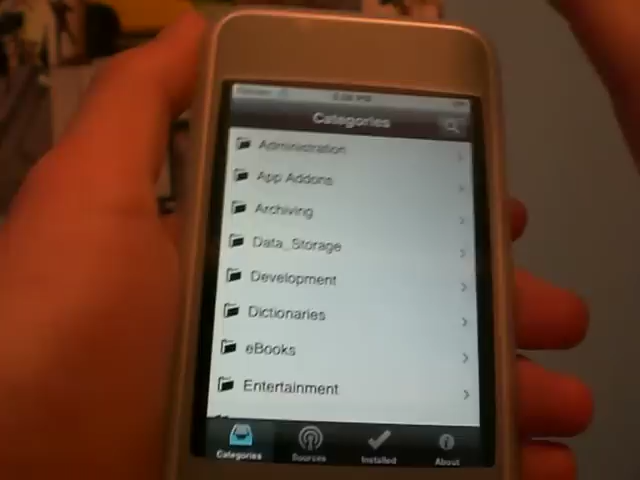 Categories
Administration
App Addons
Archiving
Data_Storage
Development
Dictionaries
eBooks
Entertainment
Categories Sources Installed About